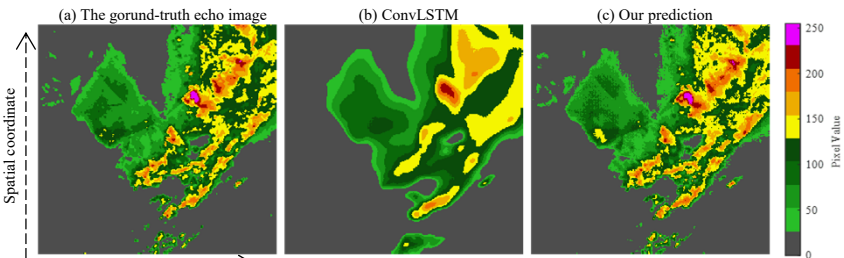 (a) The gorund-truth echo image
(b) ConvLSTM
(c) Our prediction
Spatial coordinate
250
200
150
100
50
0
Pixel Value